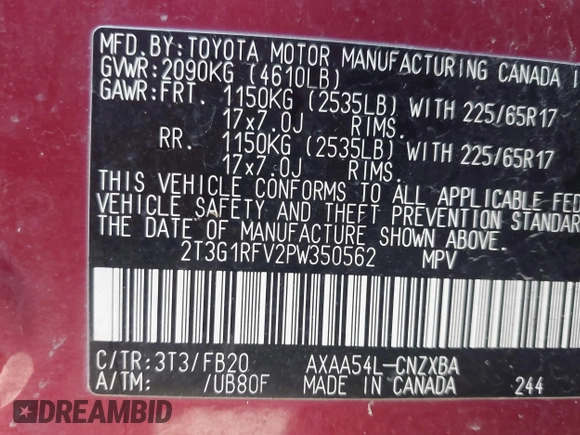 MFD.BY:TOYOTA MOTOR MANUFACTURING CANADA
GVWR:2090KG (4610LB)
GAWR:FRT. 1150KG (2535LB) WITH 225/65R17
17x7.0J RIMS.
RR. 1150KG (2535LB) WITH 225/65R17
17x7.0J RIMS.
THIS VEHICLE CONFORMS TO ALL APPLICABLE FED
VEHICLE SAFETY AND THEFT PREVENTION STANDAR
THE DATE OF MANUFACTURE SHOWN ABOVE.
2T3G1RFV2PW350562 MPV
C/TR:3T3/FB20 AXAA54L-CNZXBA
A/TM: /UB80F MADE IN CANADA 244
DREAMBID